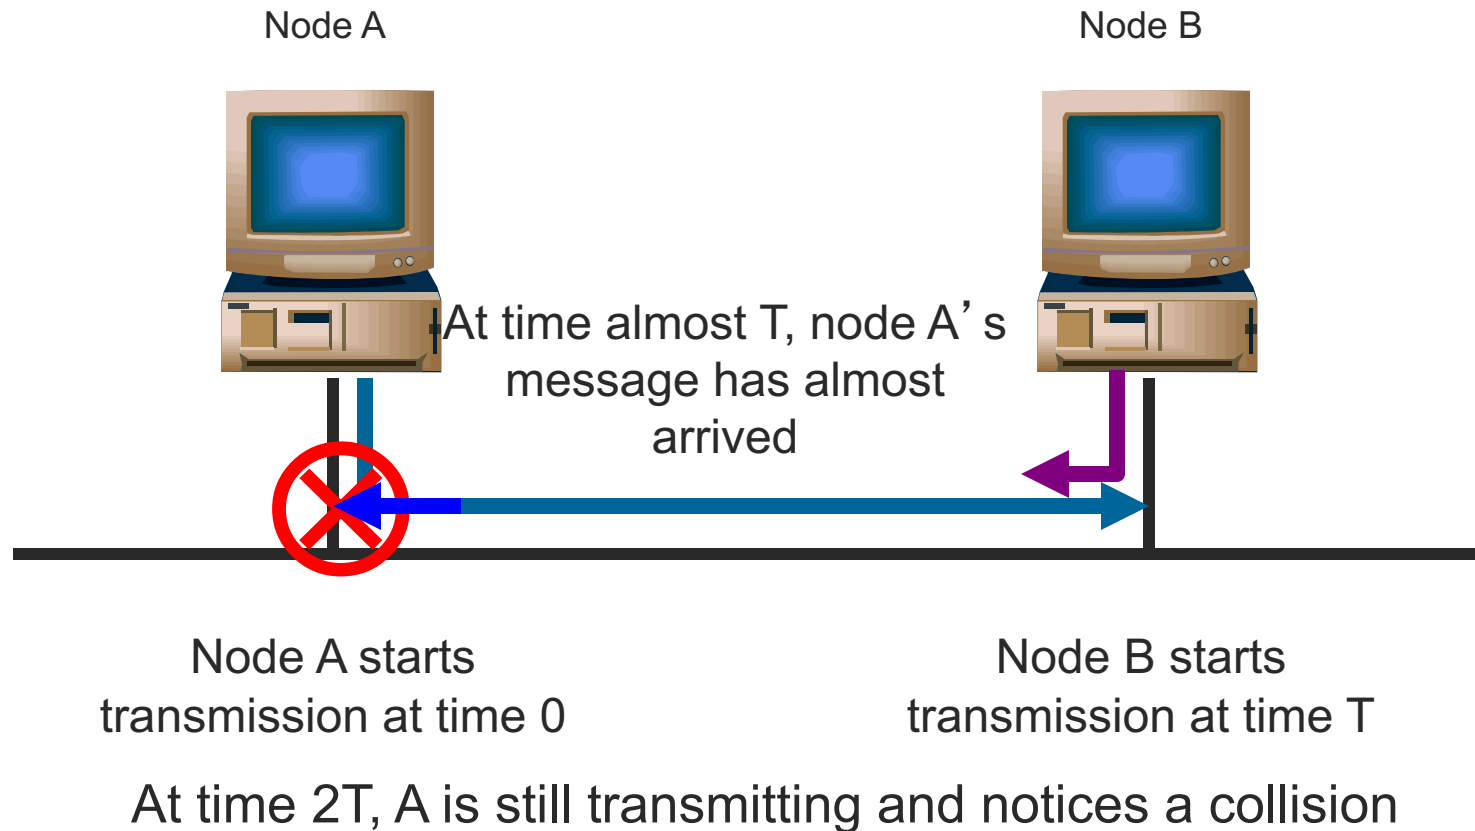 Node A
Node B
At time almost T, node A’s
message has almost
arrived
Node A starts
transmission at time 0
Node B starts
transmission at time T
At time 2T, A is still transmitting and notices a collision